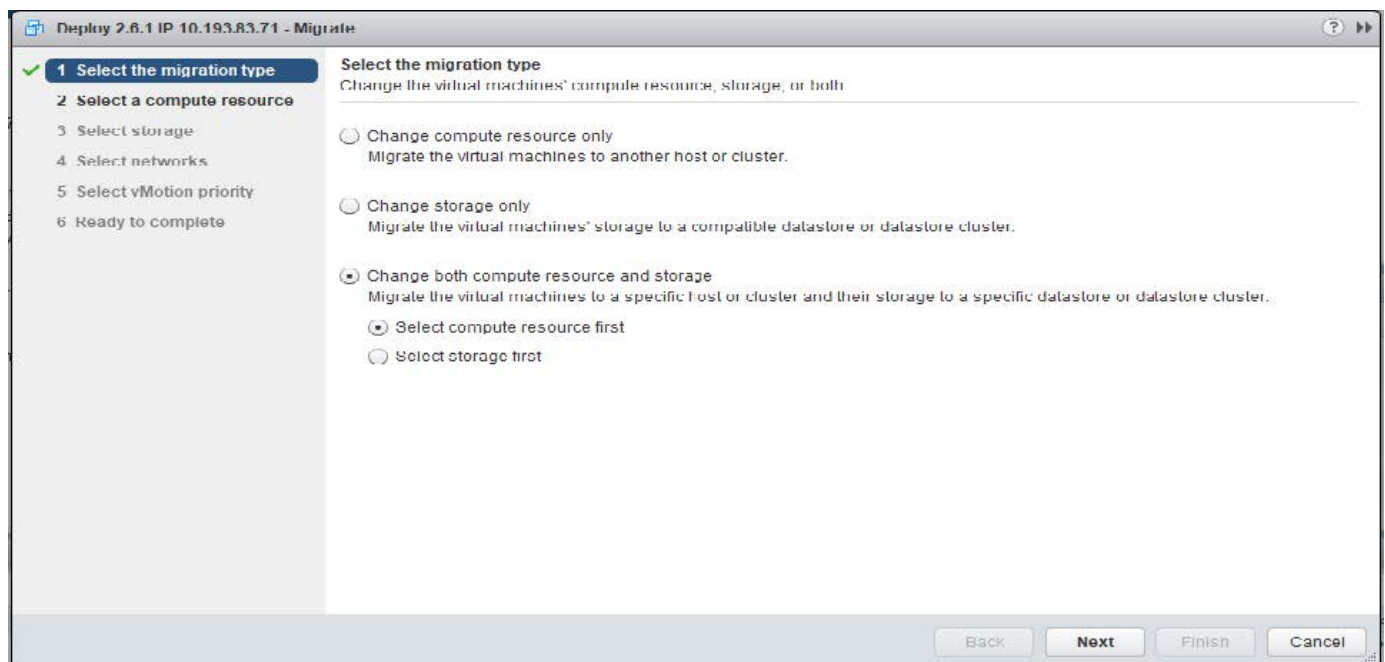 Deploy 2.6.1 IP 10.193.83.71 - Migrate
?
1 Select the migration type
2 Select a compute resource
3 Select storage
4 Select networks
5 Select vMotion priority
6 Ready to complete
Select the migration type
Change the virtual machines' compute resource, storage, or both
Change compute resource only
Migrate the virtual machines to another host or cluster.
Change storage only
Migrate the virtual machines' storage to a compatible datastore or datastore cluster.
Change both compute resource and storage
Migrate the virtual machines to a specific host or cluster and their storage to a specific datastore or datastore cluster.
Select compute resource first
Select storage first
Back Next Finish Cancel